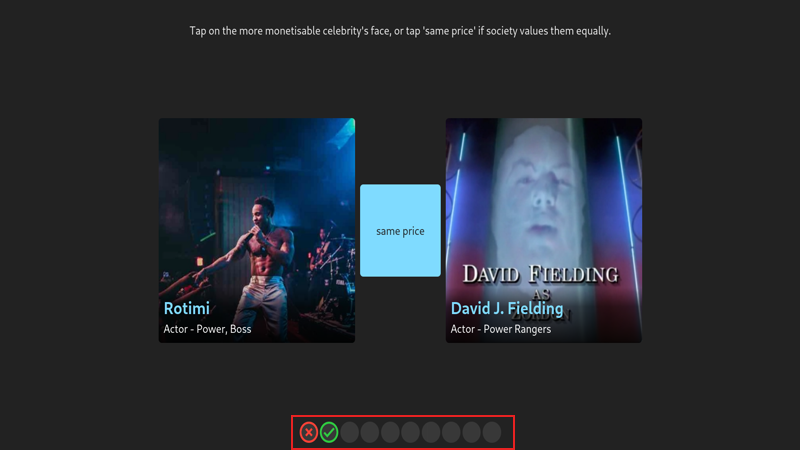 Tap on the more monetisable celebrity's face, or tap 'same price' if society values them equally.
same price
Rotimi
Actor - Power, Boss
DAVID FIELDING
AS
ZORDON
David J. Fielding
Actor - Power Rangers